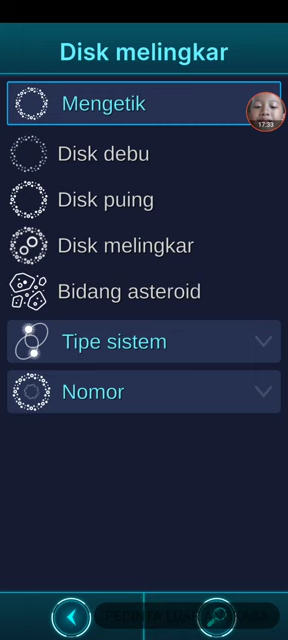 Disk melingkar
Mengetik
17:33
Disk debu
Disk puing
Disk melingkar
Bidang asteroid
Tipe sistem
Nomor